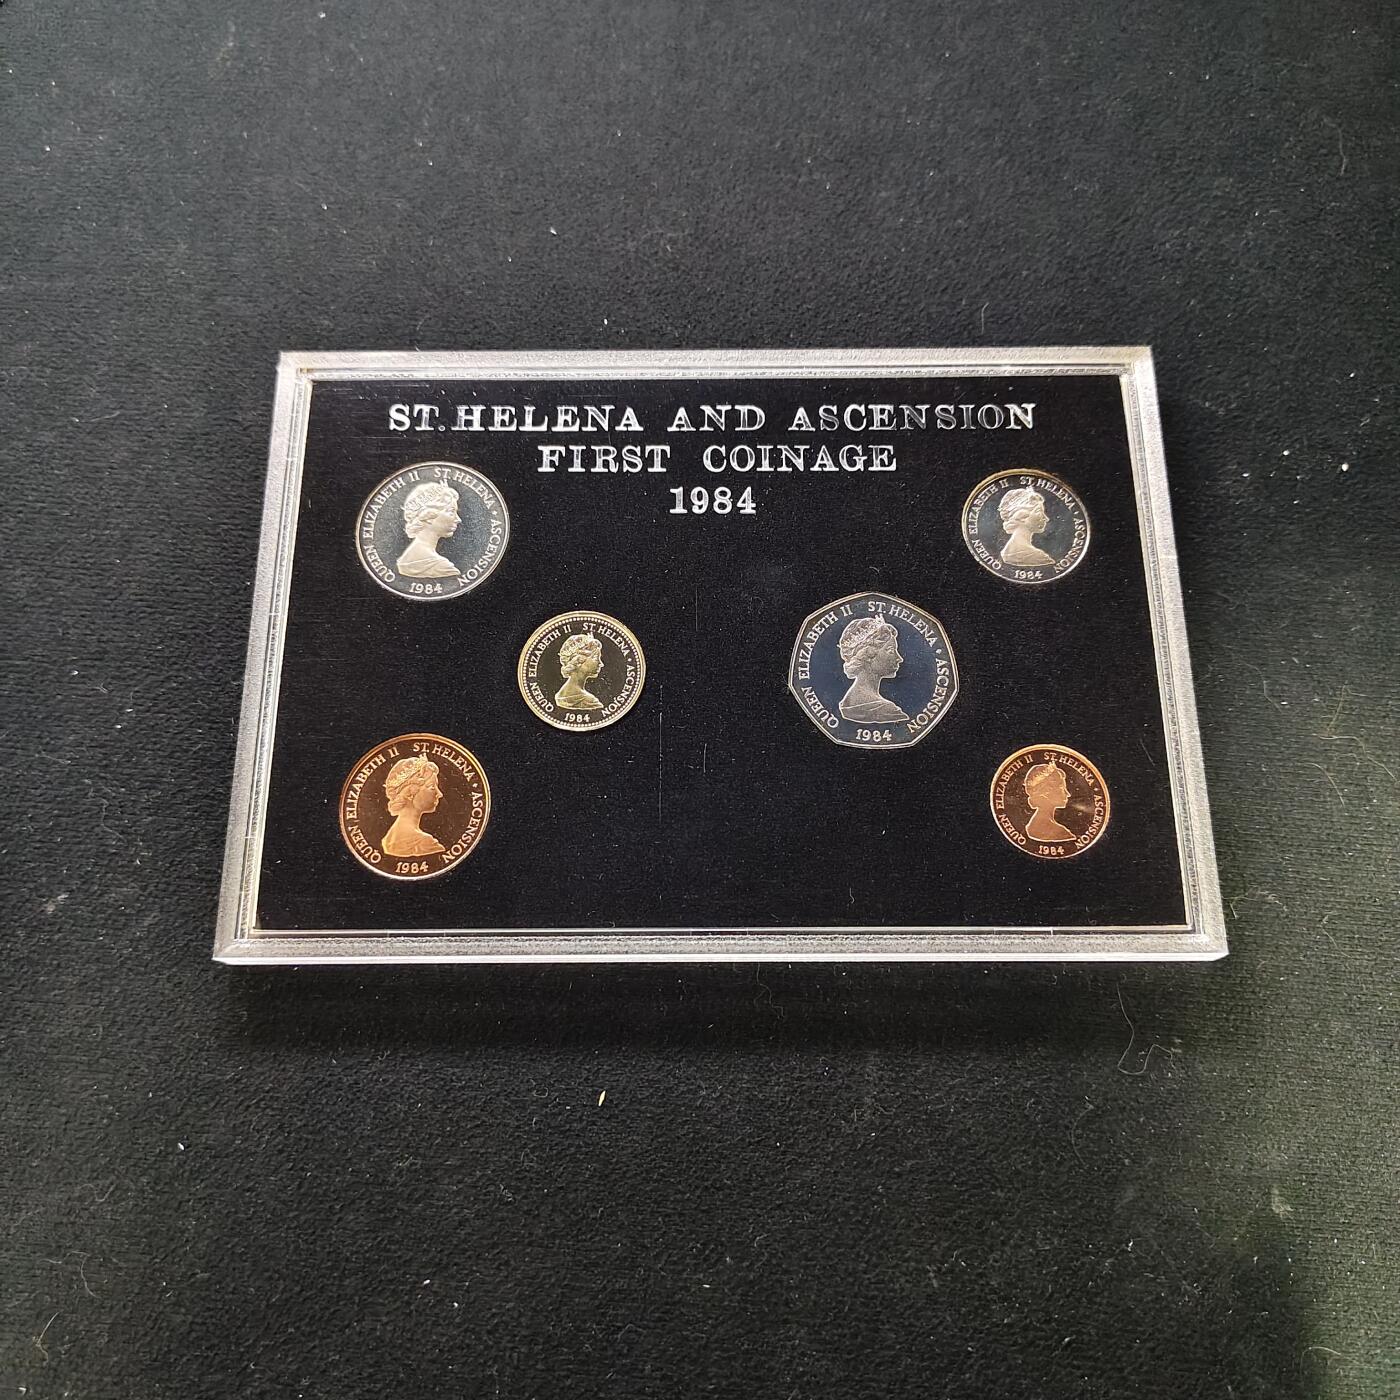 ST. HELENA AND ASCENSION
FIRST COINAGE
1984
QUEEN ELIZABETH II ST. HELENA • ASCENSION
1984
QUEEN ELIZABETH II ST. HELENA • ASCENSION
1984
QUEEN ELIZABETH II ST. HELENA • ASCENSION
1984
QUEEN ELIZABETH II ST. HELENA • ASCENSION
1984
QUEEN ELIZABETH II ST. HELENA • ASCENSION
1984
QUEEN ELIZABETH II ST. HELENA • ASCENSION
1984